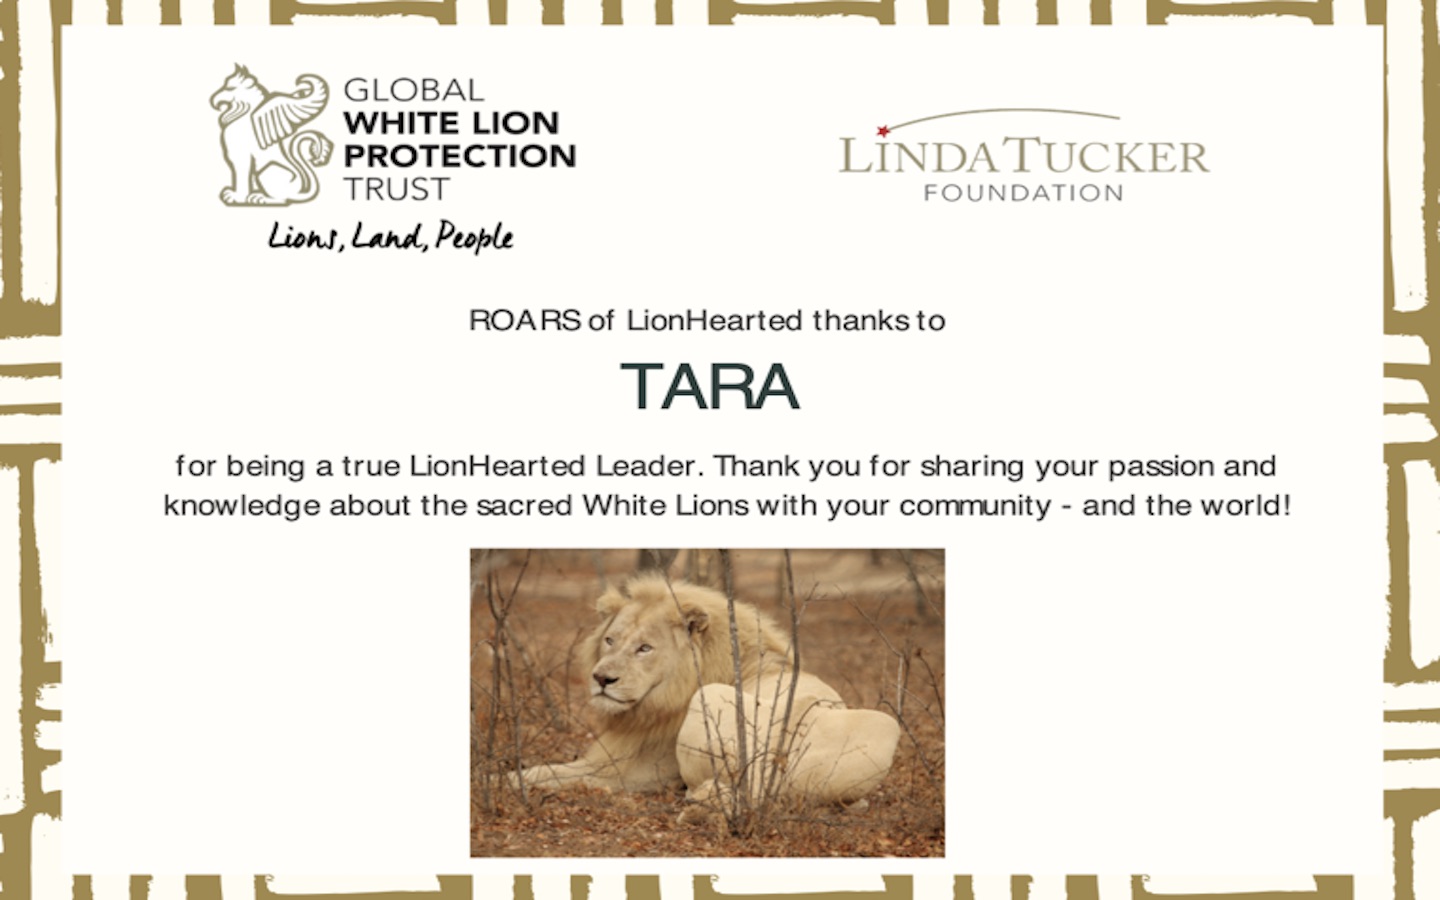 GLOBAL
WHITE LION
PROTECTION
TRUST
Lions, Land, People
LINDA TUCKER
FOUNDATION
ROARS of LionHearted thanks to
TARA
for being a true LionHearted Leader. Thank you for sharing your passion and
knowledge about the sacred White Lions with your community - and the world!